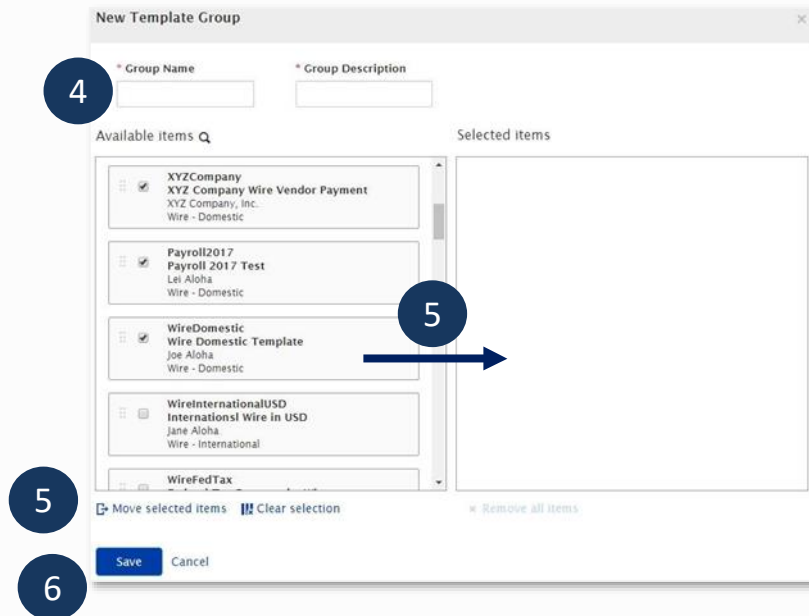 New Template Group
×
4
* Group Name
* Group Description
Available items
Selected items
XYZCompany
XYZ Company Wire Vendor Payment
XYZ Company, Inc.
Wire - Domestic
Payroll2017
Payroll 2017 Test
Lei Aloha
Wire - Domestic
5
WireDomestic
Wire Domestic Template
Joe Aloha
Wire - Domestic
WireInternationalUSD
Internationsl Wire in USD
Jane Aloha
Wire - International
WireFedTax
5
Move selected items
Clear selection
× Remove all items
Save
Cancel
6